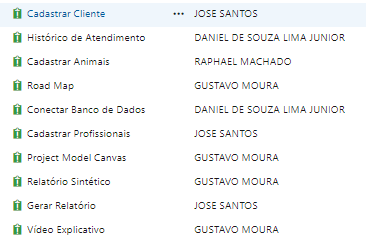 Cadastrar Cliente ••• JOSE SANTOS
Histórico de Atendimento DANIEL DE SOUZA LIMA JUNIOR
Cadastrar Animais RAPHAEL MACHADO
Road Map GUSTAVO MOURA
Conectar Banco de Dados DANIEL DE SOUZA LIMA JUNIOR
Cadastrar Profissionais JOSE SANTOS
Project Model Canvas GUSTAVO MOURA
Relatório Sintético GUSTAVO MOURA
Gerar Relatório JOSE SANTOS
Vídeo Explicativo GUSTAVO MOURA